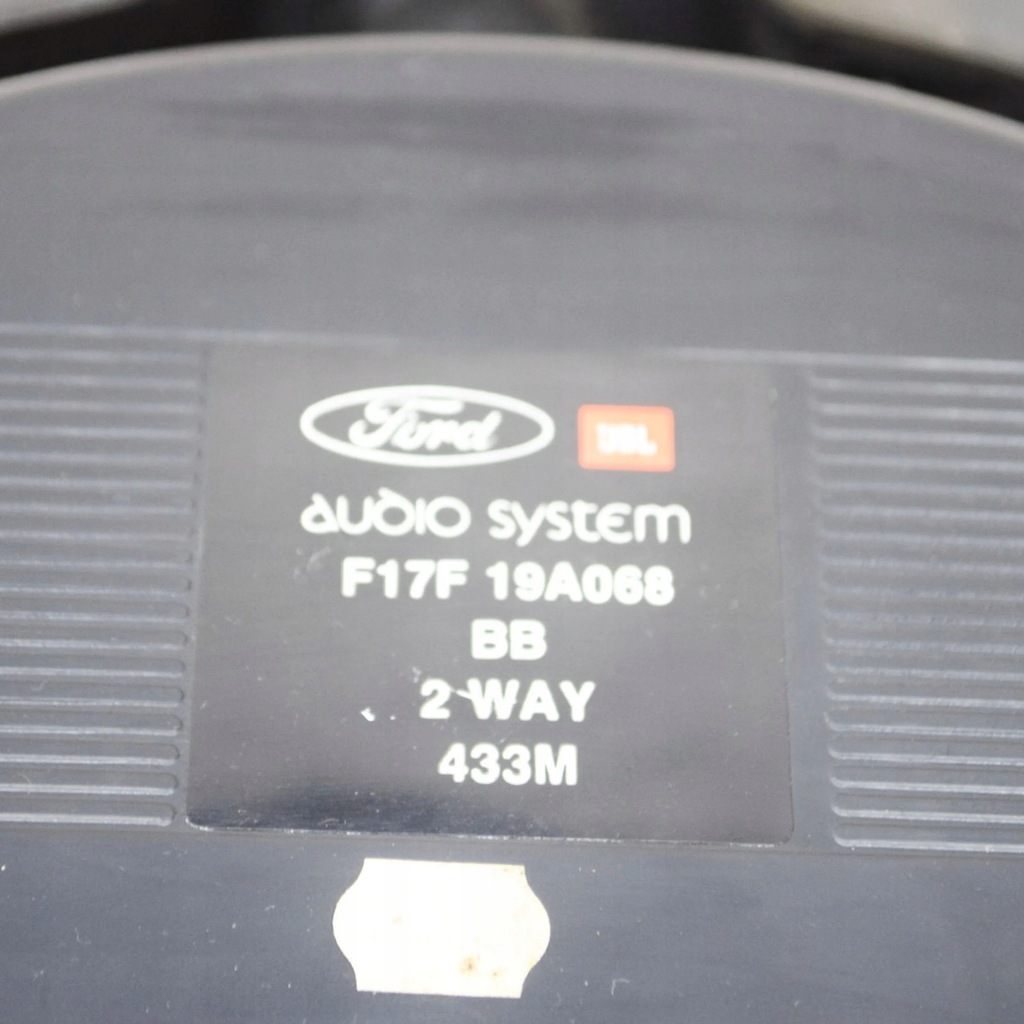 Ford JBL
audio system
F17F 19A068
BB
2 WAY
433M